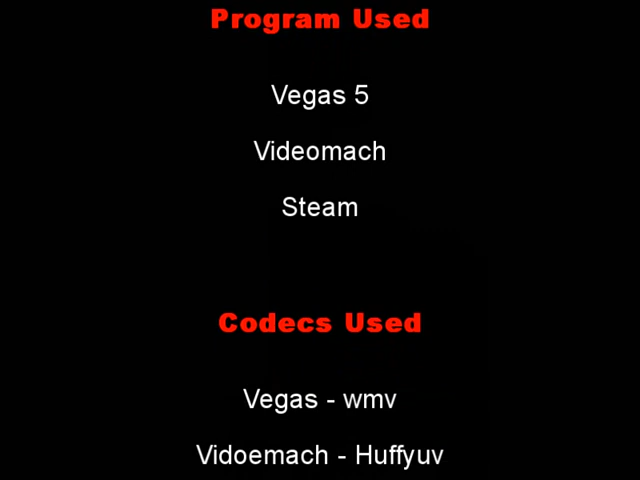 Program Used
Vegas 5
Videomach
Steam
Codecs Used
Vegas - wmv
Vidoemach - Huffyuv